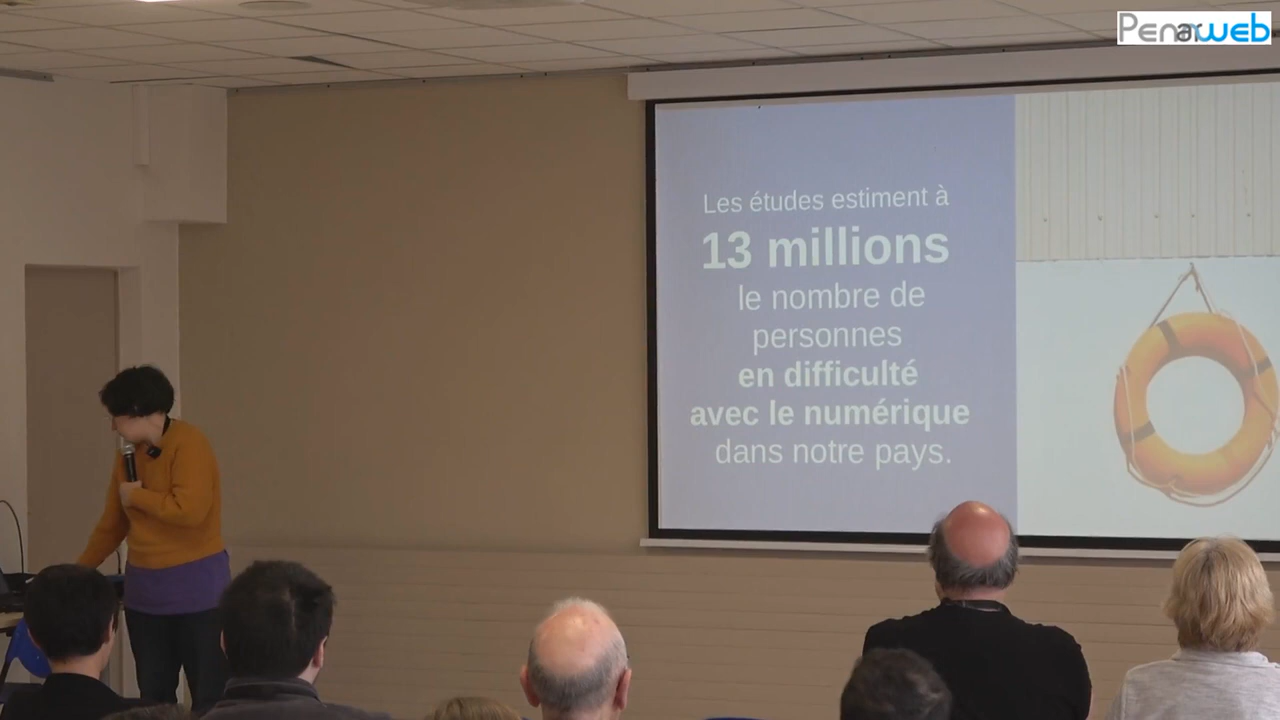 Penarweb
Les études estiment à
13 millions
le nombre de
personnes
en difficulté
avec le numérique
dans notre pays.